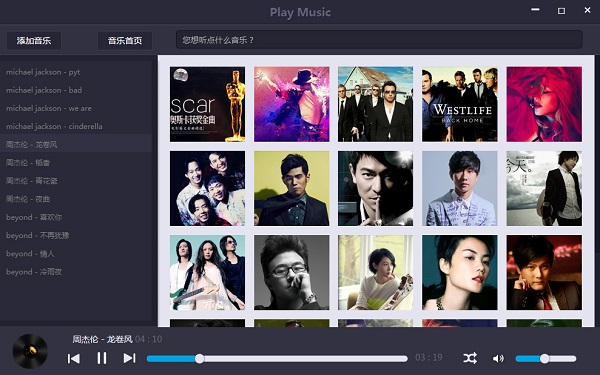 Play Music
添加音乐
音乐首页
您想听点什么音乐？
michael jackson - pyt
michael jackson - bad
michael jackson - we are
michael jackson - cinderella
周杰伦 - 龙卷风
周杰伦 - 稻香
周杰伦 - 青花瓷
周杰伦 - 夜曲
beyond - 喜欢你
beyond - 不再犹豫
beyond - 情人
beyond - 冷雨夜
scar
奥斯卡获奖金曲
WESTLIFE
BACK HOME
今天。
周杰伦 - 龙卷风 04 : 10
03 : 19